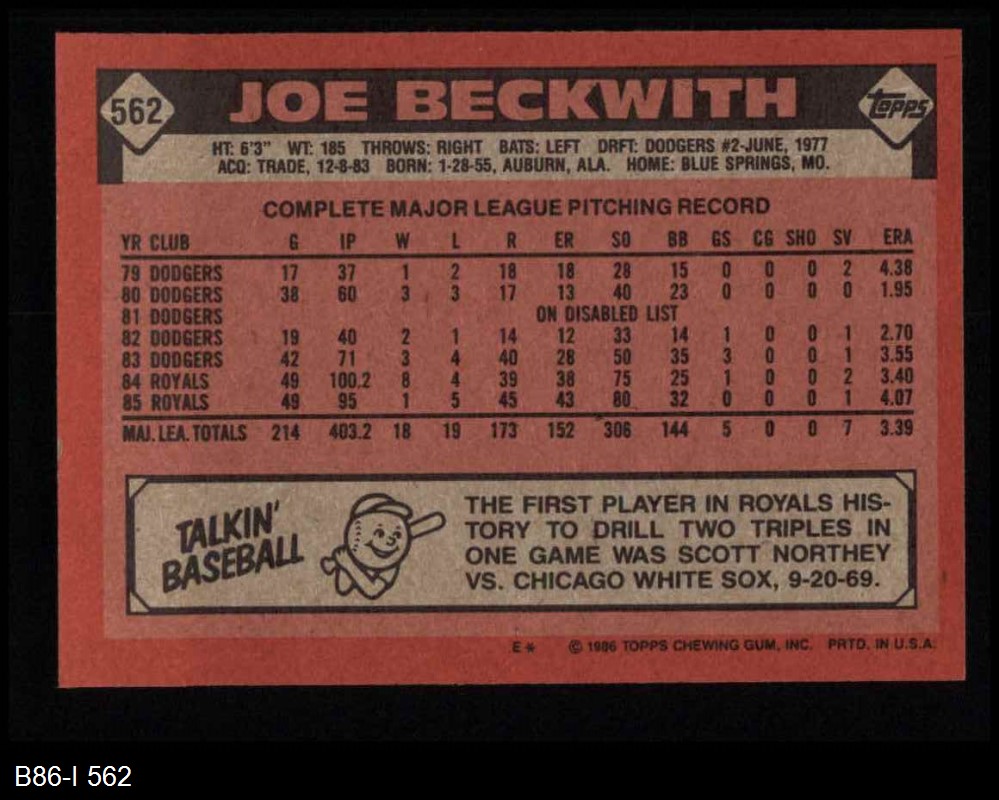 562 JOE BECKWITH Topps
HT: 6'3" WT: 185 THROWS: RIGHT BATS: LEFT DRFT: DODGERS #2-JUNE, 1977
ACQ: TRADE, 12-8-83 BORN: 1-28-55, AUBURN, ALA. HOME: BLUE SPRINGS, MO.
COMPLETE MAJOR LEAGUE PITCHING RECORD
YR CLUB G IP W L R ER SO BB GS CG SHO SV ERA
79 DODGERS 17 37 1 2 18 18 28 15 0 0 0 2 4.38
80 DODGERS 38 60 3 3 17 13 40 23 0 0 0 0 1.95
81 DODGERS ON DISABLED LIST
82 DODGERS 19 40 2 1 14 12 33 14 1 0 0 1 2.70
83 DODGERS 42 71 3 4 40 28 50 35 3 0 0 1 3.55
84 ROYALS 49 100.2 8 4 39 38 75 25 1 0 0 2 3.40
85 ROYALS 49 95 1 5 45 43 80 32 0 0 0 1 4.07
MAJ. LEA. TOTALS 214 403.2 18 19 173 152 306 144 5 0 0 7 3.39
TALKIN'
BASEBALL
THE FIRST PLAYER IN ROYALS HIS-
TORY TO DRILL TWO TRIPLES IN
ONE GAME WAS SCOTT NORTHEY
VS. CHICAGO WHITE SOX, 9-20-69.
E* © 1986 TOPPS CHEWING GUM, INC. PRTD. IN U.S.A.
B86-I 562